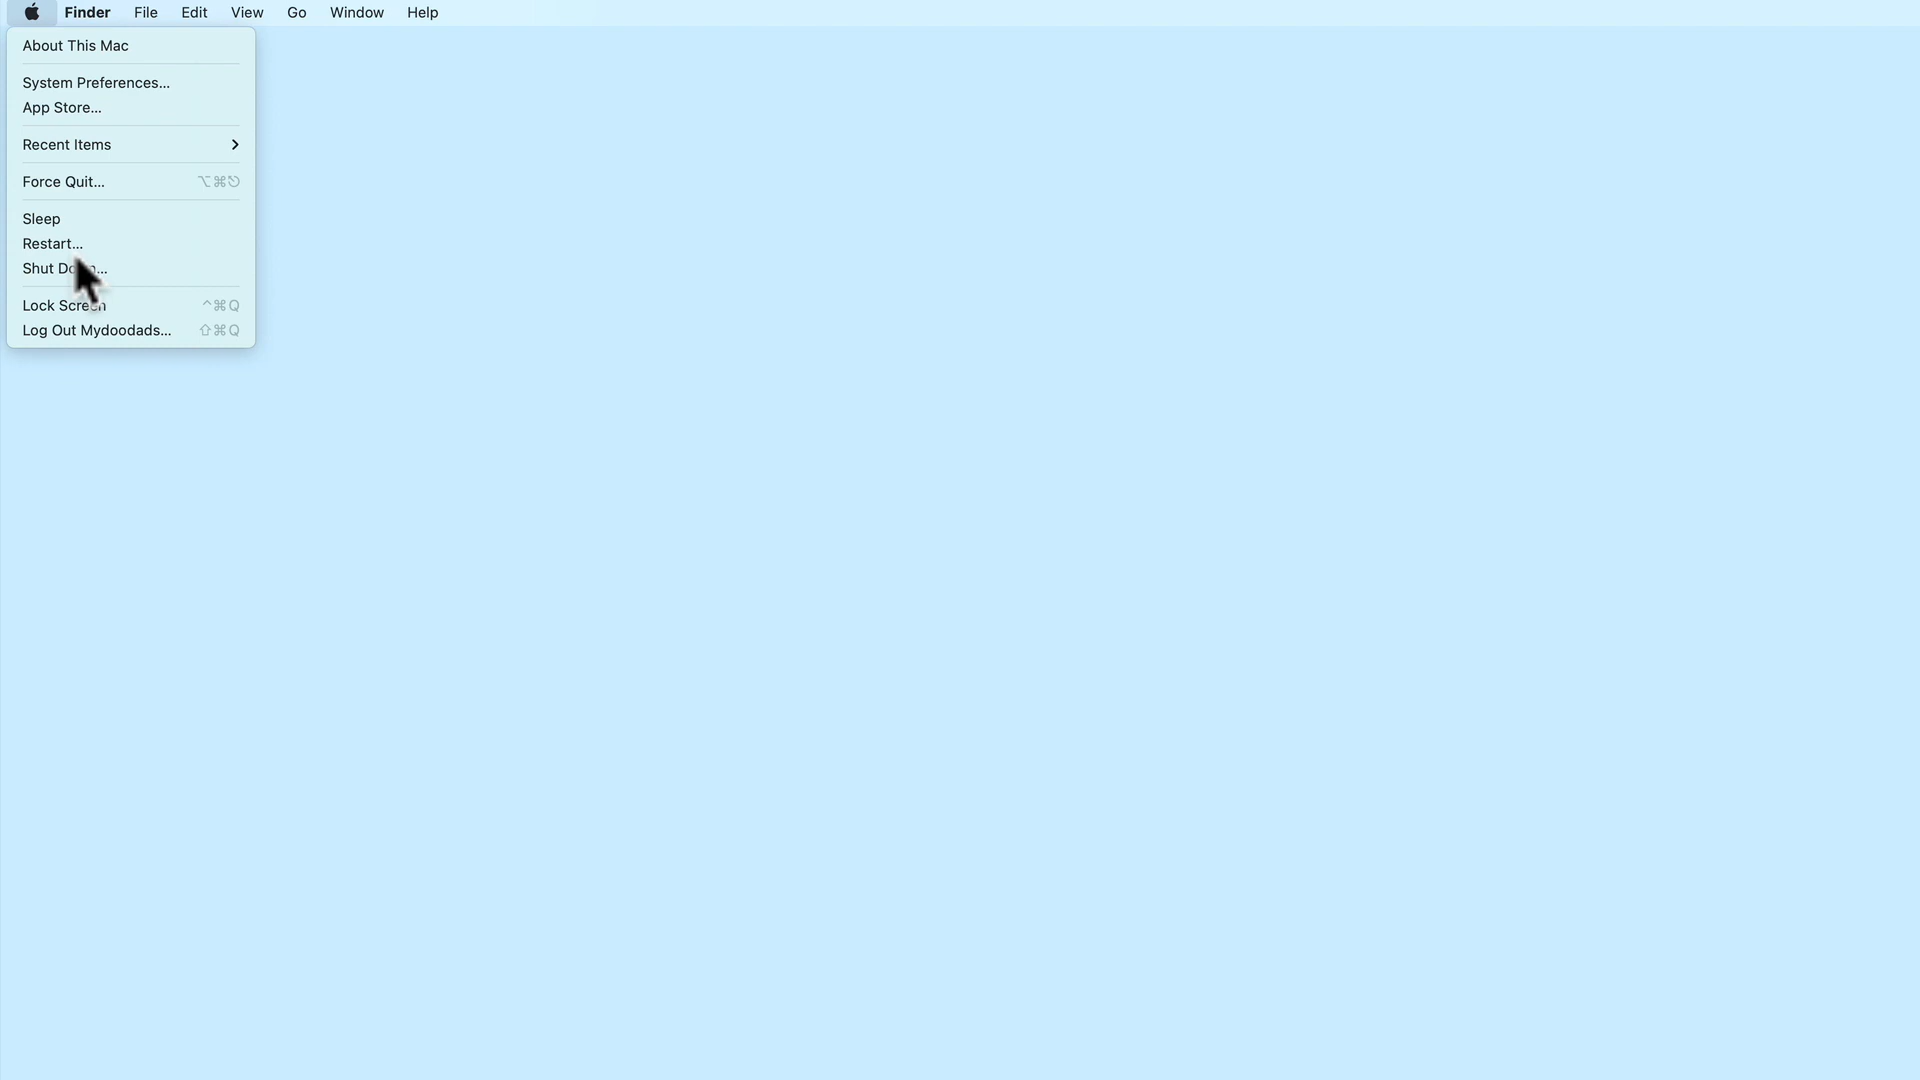 Finder File Edit View Go Window Help
About This Mac
System Preferences...
App Store...
Recent Items
Force Quit... ⌥⌘⎋
Sleep
Restart...
Shut
Lock Screen ^⌘Q
Log Out Mydoodads... ⇧⌘Q